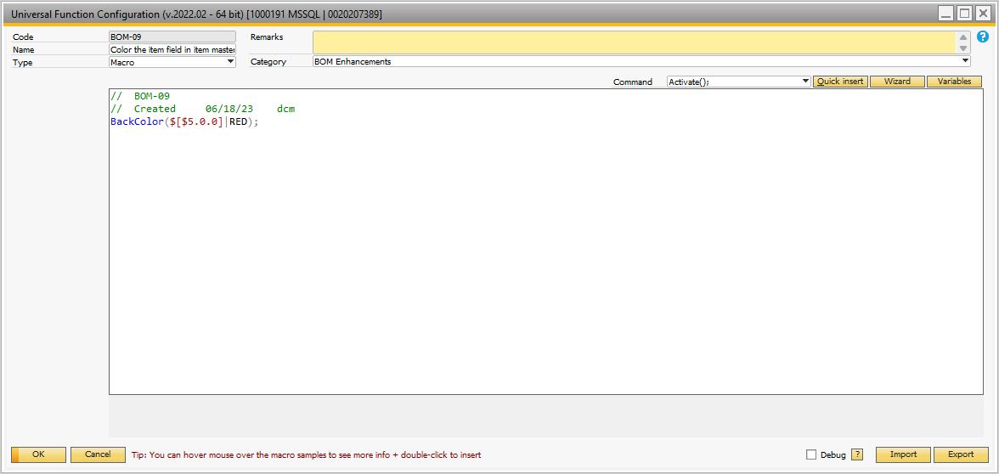 Universal Function Configuration (v.2022.02 - 64 bit) [1000191 MSSQL | 0020207389]
Code BOM-09 Remarks
Name Color the item field in item master
Type Macro Category BOM Enhancements
Command Activate(); Quick insert Wizard Variables
// BOM-09
// Created 06/18/23 dcm
BackColor($[$5.0.0]|RED);
OK Cancel Tip: You can hover mouse over the macro samples to see more info + double-click to insert Debug ? Import Export